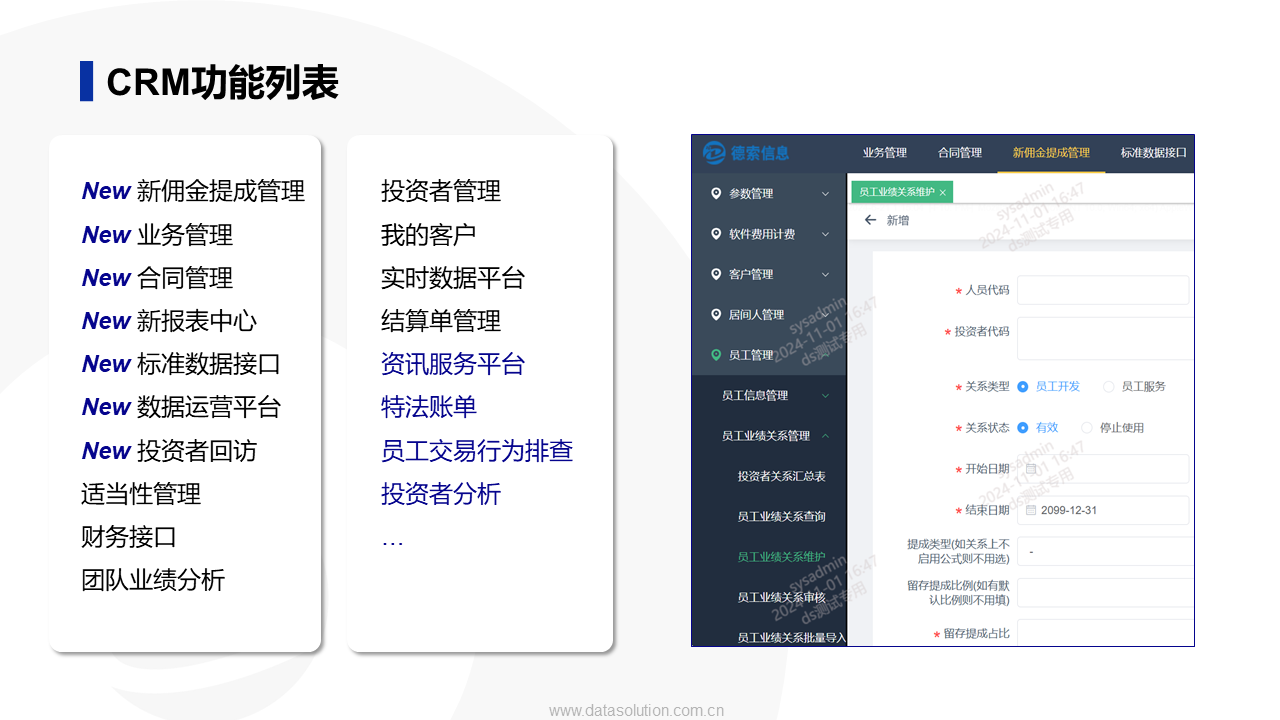 CRM功能列表
New 新佣金提成管理
New 业务管理
New 合同管理
New 新报表中心
New 标准数据接口
New 数据运营平台
New 投资者回访
适当性管理
财务接口
团队业绩分析
投资者管理
我的客户
实时数据平台
结算单管理
资讯服务平台
特法账单
员工交易行为排查
投资者分析
…
德索信息
业务管理 合同管理 新佣金提成管理 标准数据接口
参数管理
软件费用计费
客户管理
居间人管理
员工管理
员工信息管理
员工业绩关系管理
投资者关系汇总表
员工业绩关系查询
员工业绩关系维护
员工业绩关系审核
员工业绩关系批量导入
员工业绩关系维护 ×
← 新增
* 人员代码
* 投资者代码
* 关系类型 员工开发 员工服务
* 关系状态 有效 停止使用
* 开始日期
* 结束日期 2099-12-31
提成类型(如关系上不
启用公式则不用选) -
留存提成比例(如有默
认比例则不用填)
* 留存提成占比
sysadmin
2024-11-01 16:47
ds测试专用
sysadmin
2024-11-01 16:47
ds测试专用
sysadmin
2024-11-01 16:47
ds测试专用
sysadmin
2024-11-01 16:47
ds测试专用
www.datasolution.com.cn